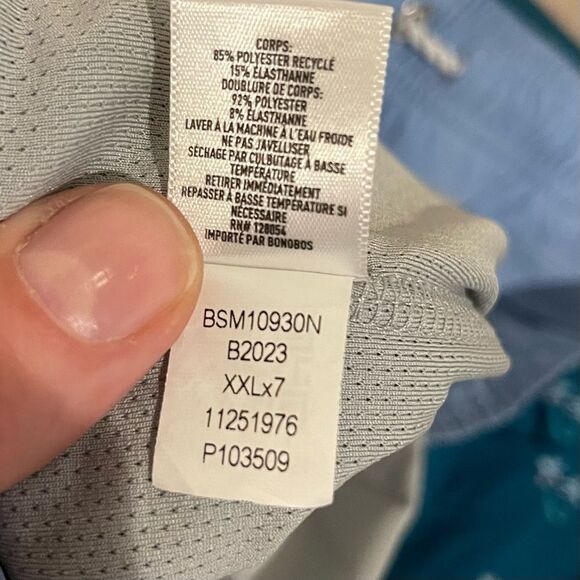 CORPS:
85% POLYESTER RECYCLÉ
15% ÉLASTHANNE
DOUBLURE DE CORPS:
92% POLYESTER
8% ÉLASTHANNE
LAVER À LA MACHINE À L'EAU FROIDE
NE PAS JAVELLISER
SÉCHAGE PAR CULBUTAGE À BASSE
TEMPÉRATURE
RETIRER IMMÉDIATEMENT
REPASSER À BASSE TEMPÉRATURE SI
NÉCESSAIRE
RN# 128054
IMPORTÉ PAR BONOBOS
BSM10930N
B2023
XXLx7
11251976
P103509